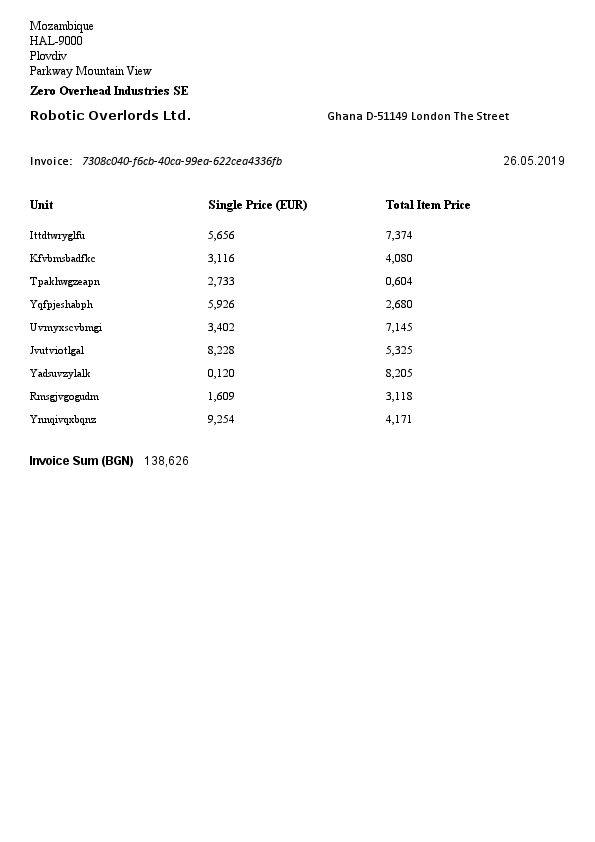 Mozambique
HAL-9000
Plovdiv
Parkway Mountain View
Zero Overhead Industries SE
Robotic Overlords Ltd. Ghana D-51149 London The Street
Invoice: 7308c040-f6cb-40ca-99ea-622cea4336fb 26.05.2019
Unit Single Price (EUR) Total Item Price
Ittdtwryglfu 5,656 7,374
Kfvbmsbadfkc 3,116 4,080
Tpakhwgzeapn 2,733 0,604
Yqfpjeshabph 5,926 2,680
Uvmyxscvbmgi 3,402 7,145
Jvutviotlgal 8,228 5,325
Yadsuvzylalk 0,120 8,205
Rmsgjvgogudm 1,609 3,118
Ynnqivqxbqnz 9,254 4,171
Invoice Sum (BGN) 138,626